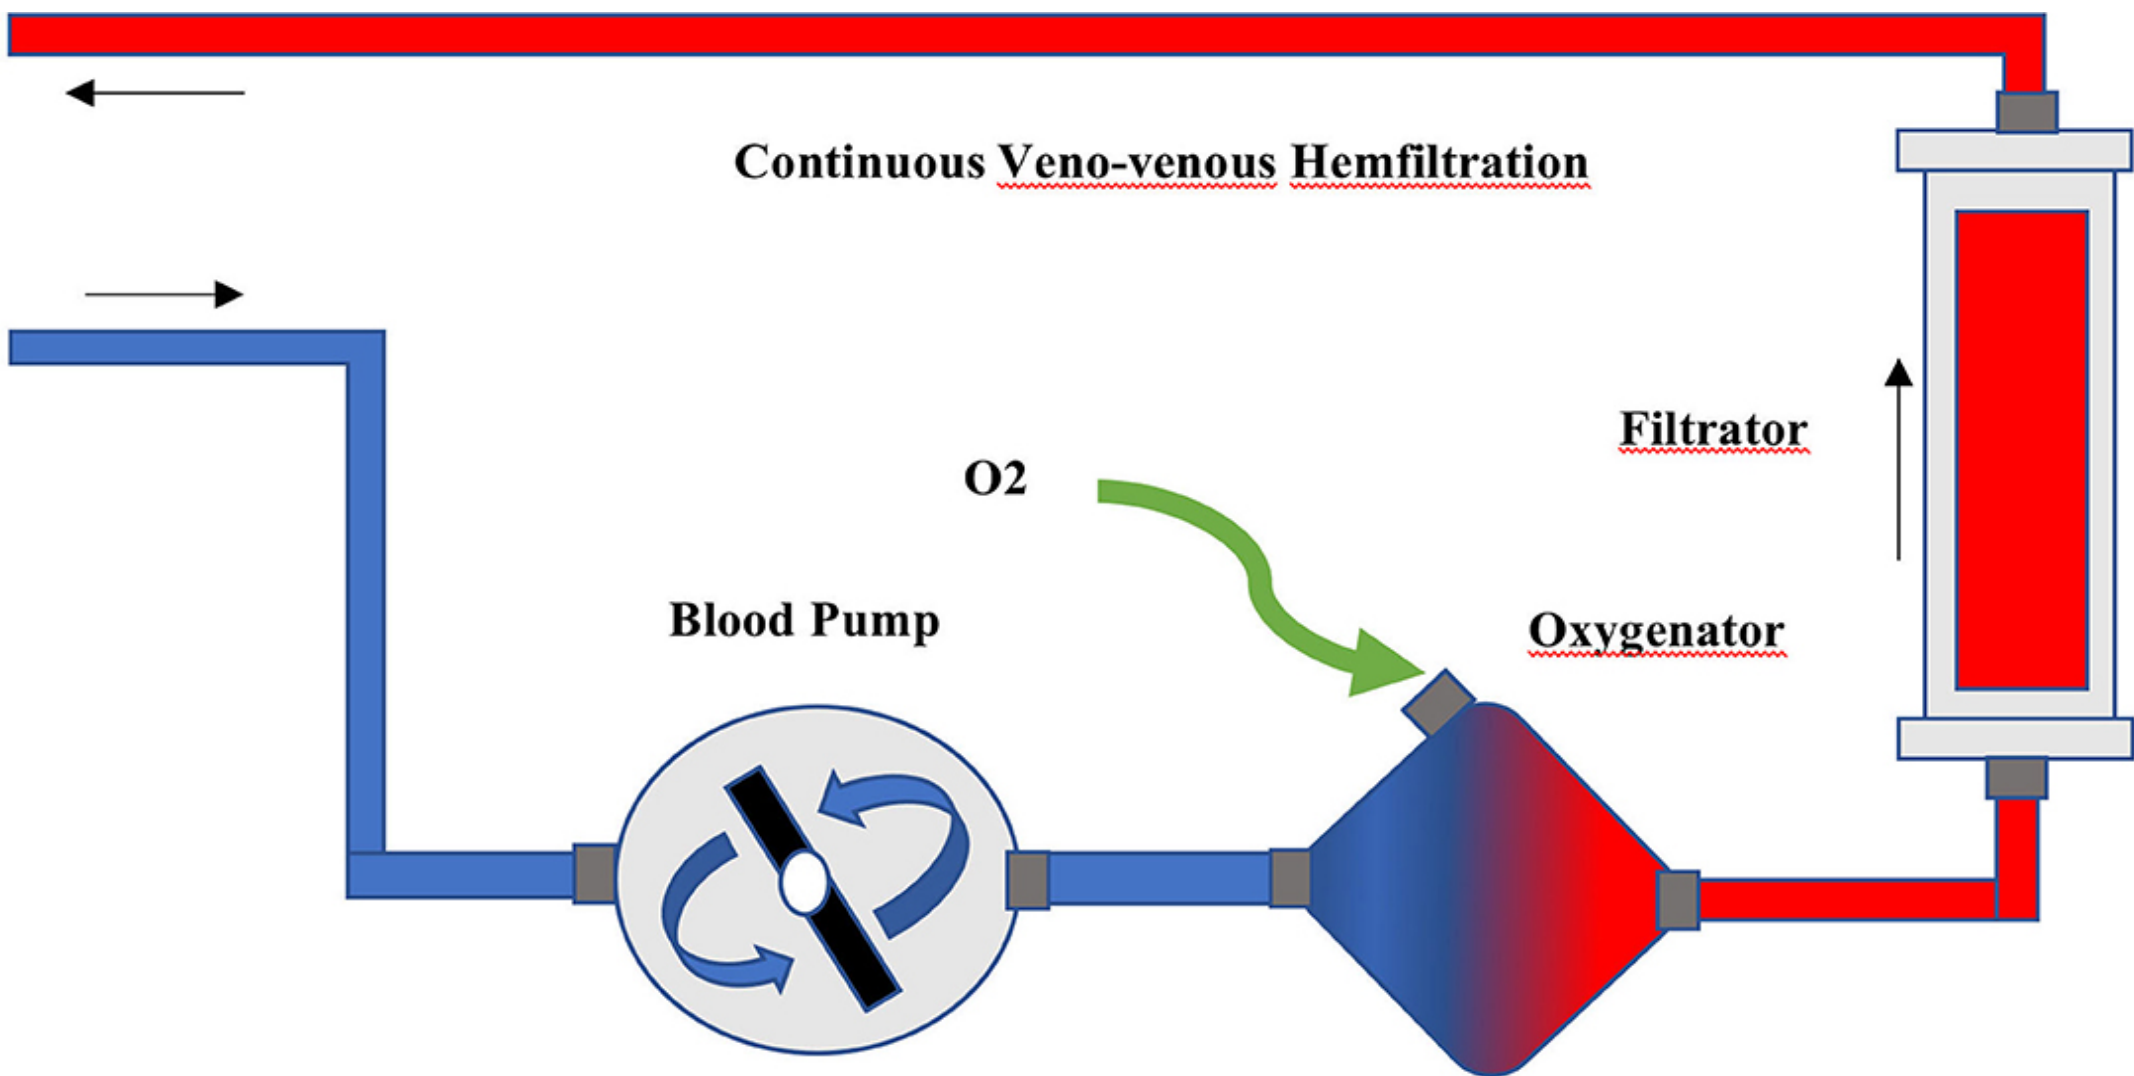 Continuous Veno-venous Hemfiltration
Filtrator
O2
Blood Pump
Oxygenator